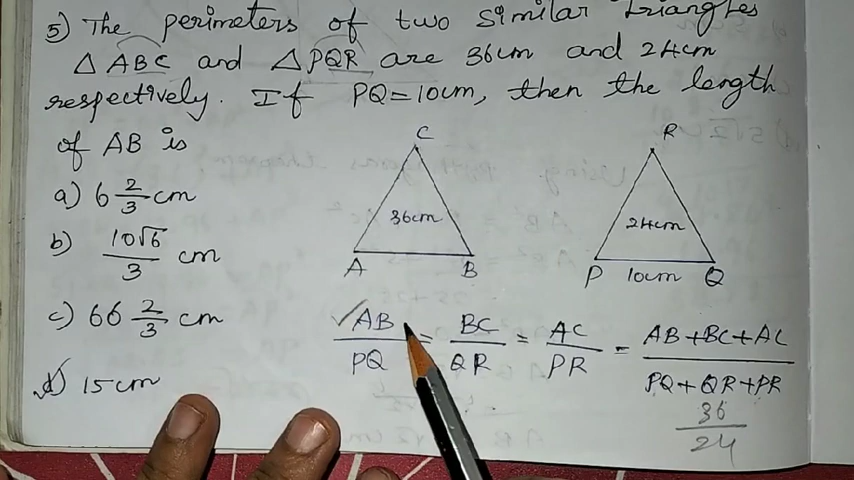 5) The perimeters of two similar triangles
△ ABC and △ PQR are 36cm and 24cm
respectively. If PQ=10cm, then the length
of AB is
a) 6 2/3 cm
b) 10√6/3 cm
c) 66 2/3 cm
d) 15cm
C
36cm
A B
R
24cm
P 10cm Q
AB/PQ = BC/QR = AC/PR = AB+BC+AC/PQ+QR+PR
36/24